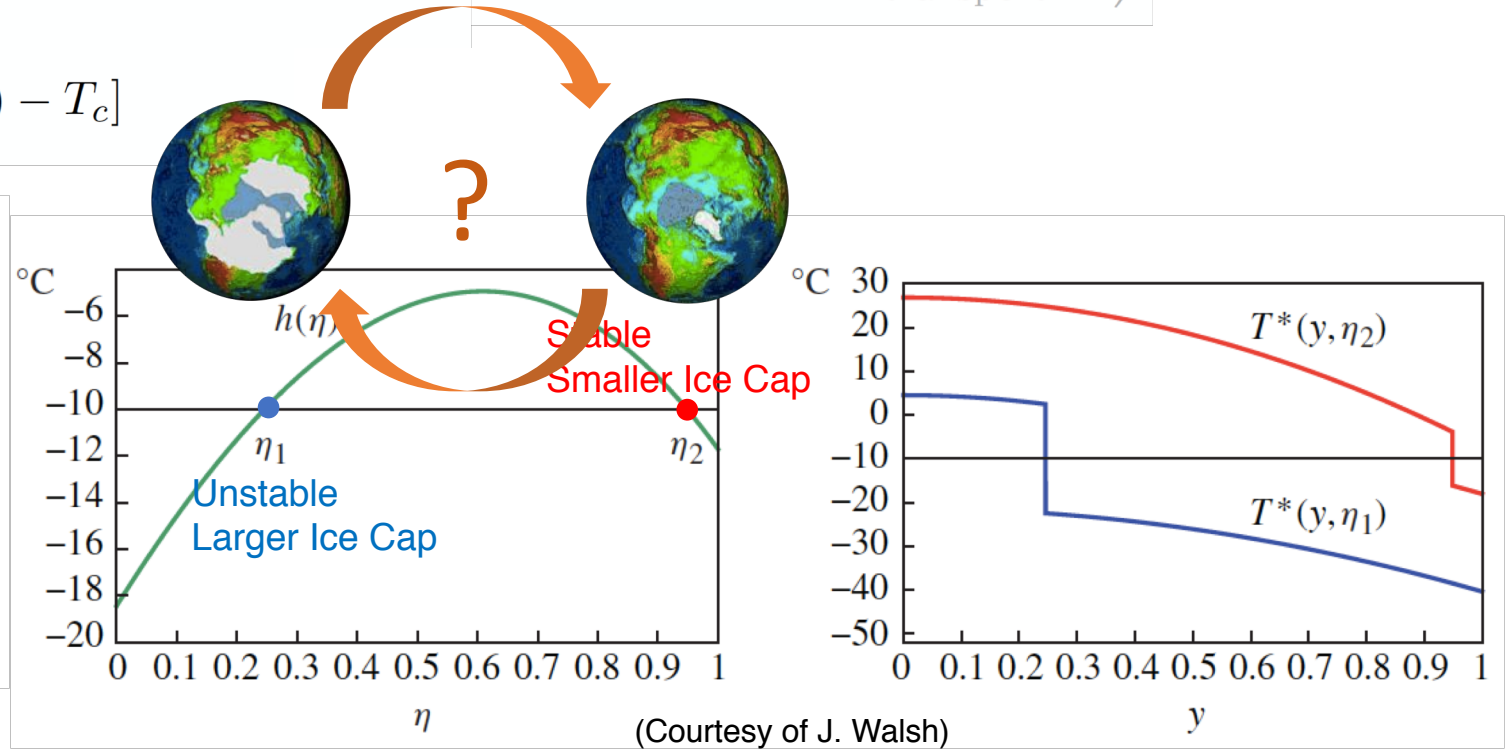 ) − T_c]
?
°C
−6
−8
−10
−12
−14
−16
−18
−20
h(η)
Stable
Smaller Ice Cap
η₁
η₂
Unstable
Larger Ice Cap
0 0.1 0.2 0.3 0.4 0.5 0.6 0.7 0.8 0.9 1
η
°C
30
20
10
0
−10
−20
−30
−40
−50
T*(y, η₂)
T*(y, η₁)
0 0.1 0.2 0.3 0.4 0.5 0.6 0.7 0.8 0.9 1
y
(Courtesy of J. Walsh)